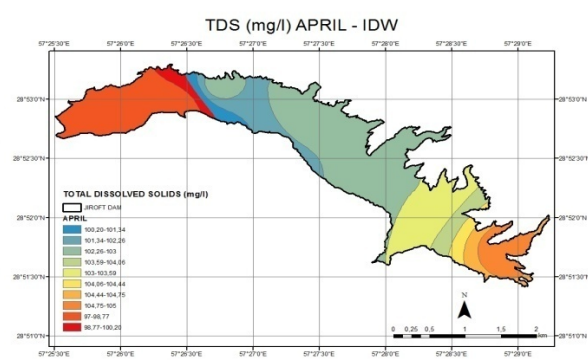 TDS (mg/l) APRIL - IDW
57°25'30"E 57°26'0"E 57°26'30"E 57°27'0"E 57°27'30"E 57°28'0"E 57°28'30"E 57°29'0"E
28°53'0"N 28°53'0"N
28°52'30"N 28°52'30"N
TOTAL DISSOLVED SOLIDS (mg/l)
JIROFT DAM
APRIL
100,20-101,34
101,34-102,26
102,26-103
103,59-104,06
103-103,59
104,06-104,44
104,44-104,75
104,75-105
97-98,77
98,77-100,20
28°52'0"N 28°52'0"N
28°51'30"N 28°51'30"N
N
0 0,25 0,5 1 1,5 2
km
28°51'0"N 28°51'0"N
57°25'30"E 57°26'0"E 57°26'30"E 57°27'0"E 57°27'30"E 57°28'0"E 57°28'30"E 57°29'0"E